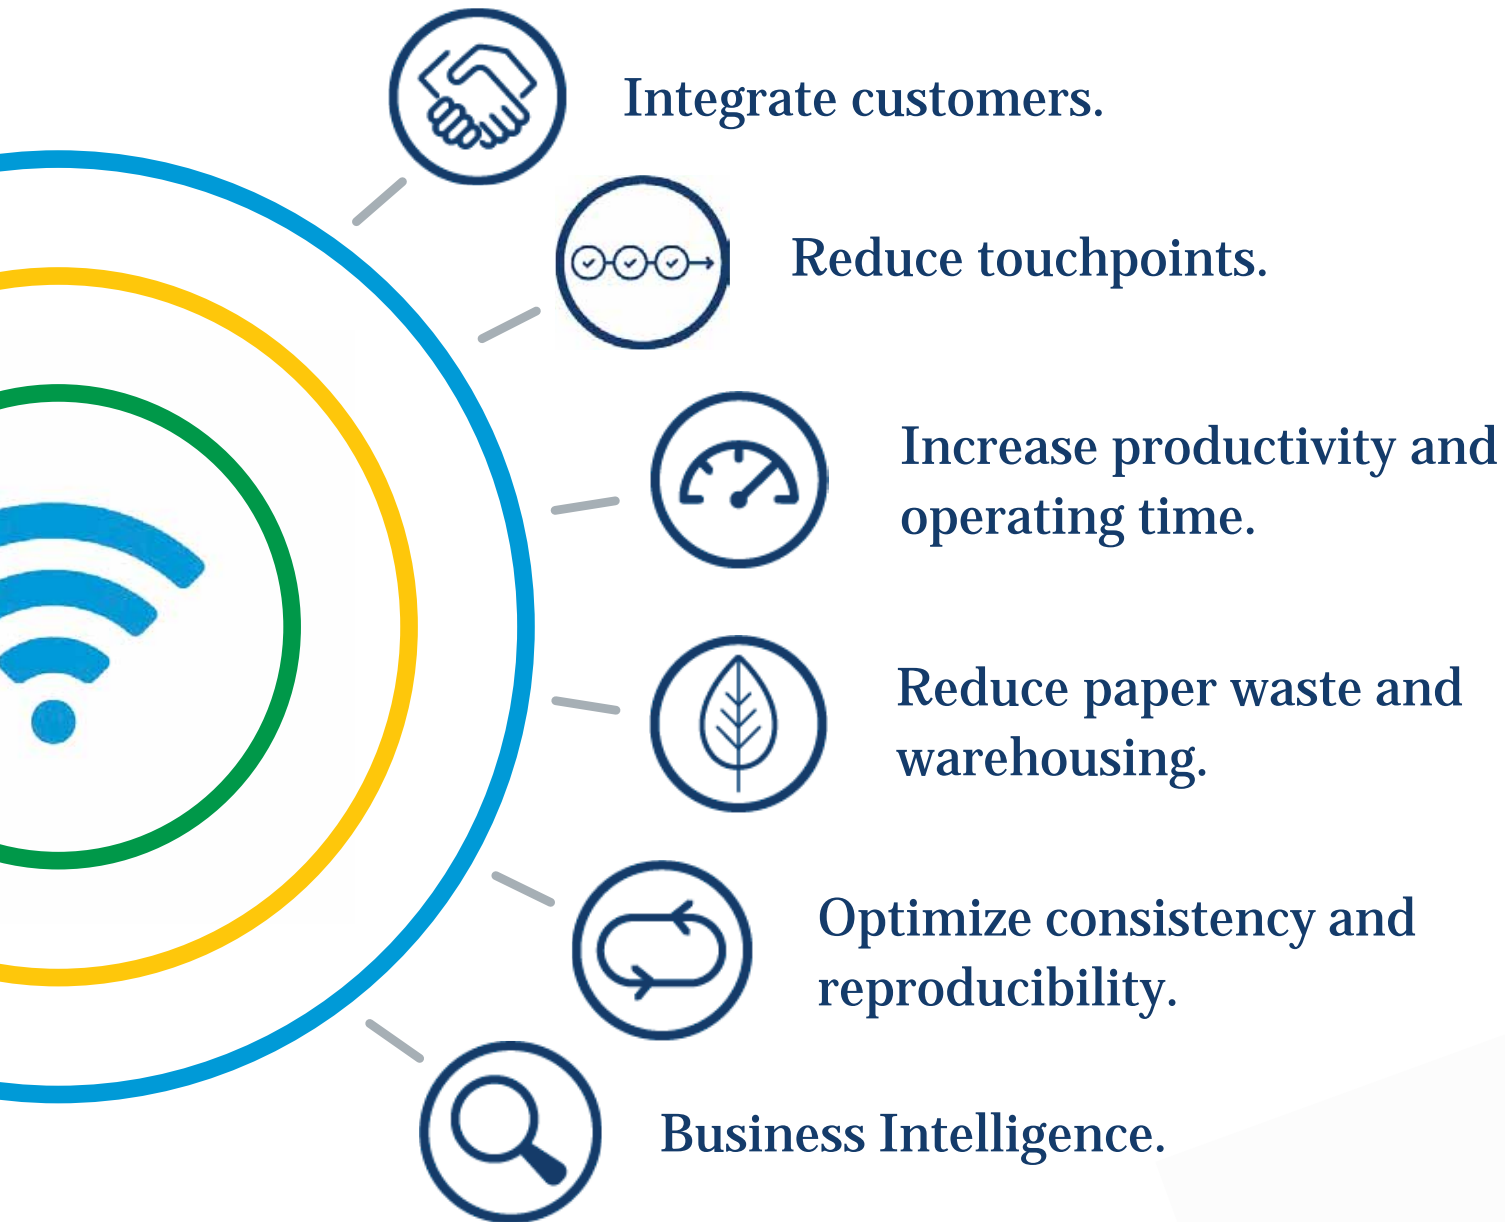 Integrate customers.
Reduce touchpoints.
Increase productivity and
operating time.
Reduce paper waste and
warehousing.
Optimize consistency and
reproducibility.
Business Intelligence.